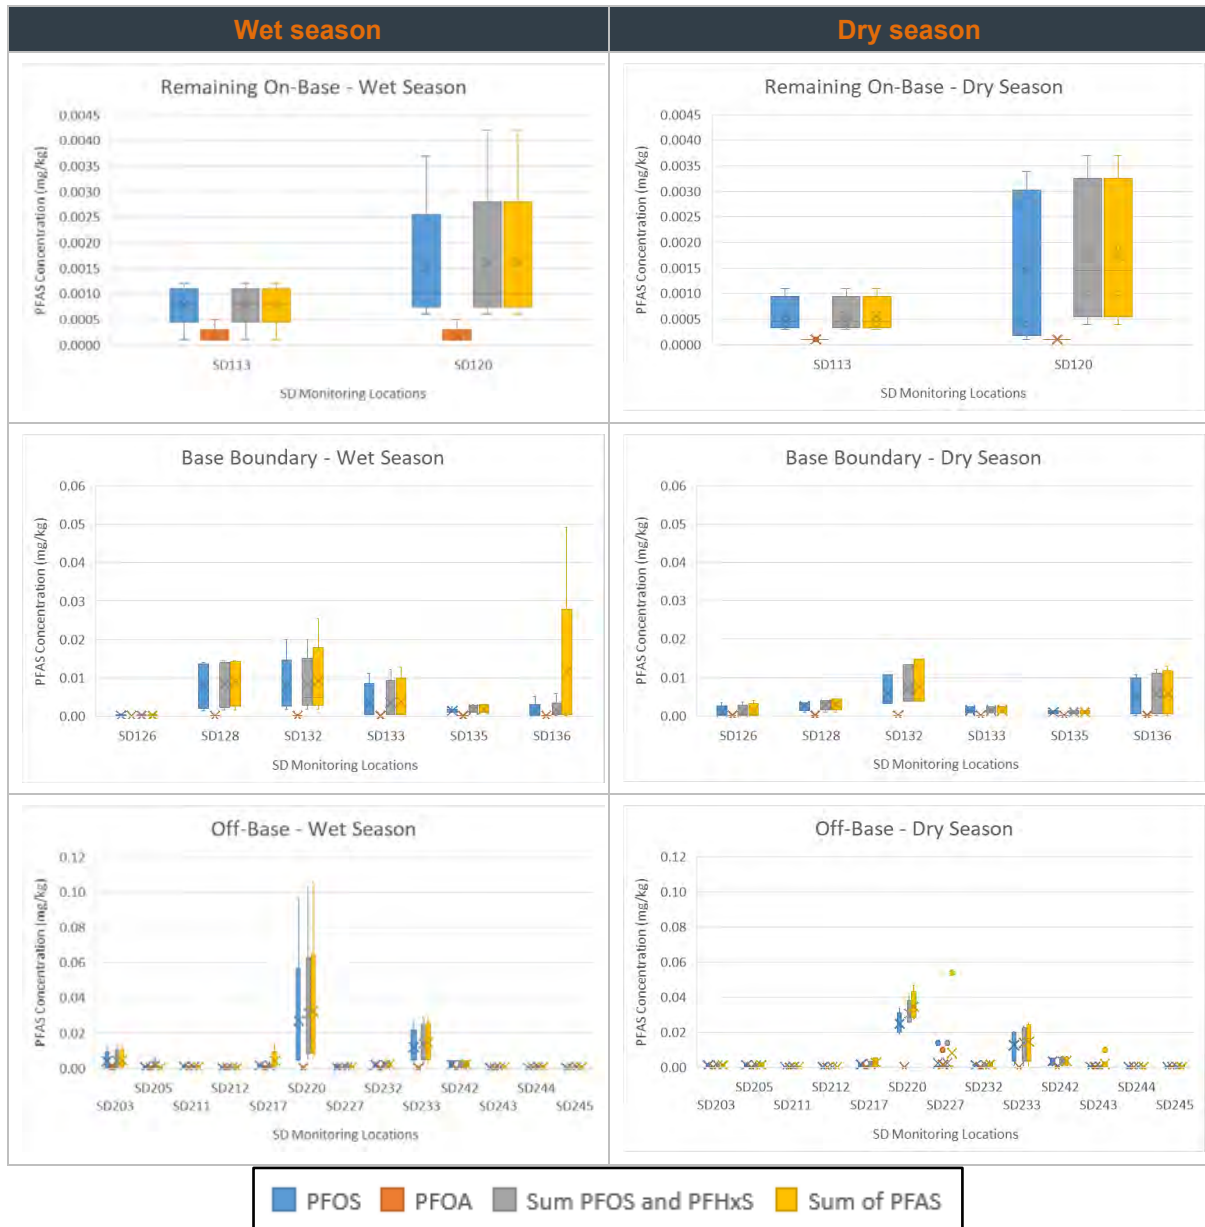 Wet season
Dry season
Remaining On-Base - Wet Season
PFAS Concentration (mg/kg)
0.0045
0.0040
0.0035
0.0030
0.0025
0.0020
0.0015
0.0010
0.0005
0.0000
SD113 SD120
SD Monitoring Locations
Remaining On-Base - Dry Season
PFAS Concentration (mg/kg)
0.0045
0.0040
0.0035
0.0030
0.0025
0.0020
0.0015
0.0010
0.0005
0.0000
SD113 SD120
SD Monitoring Locations
Base Boundary - Wet Season
PFAS Concentration (mg/kg)
0.06
0.05
0.04
0.03
0.02
0.01
0.00
SD126 SD128 SD132 SD133 SD135 SD136
SD Monitoring Locations
Base Boundary - Dry Season
PFAS Concentration (mg/kg)
0.06
0.05
0.04
0.03
0.02
0.01
0.00
SD126 SD128 SD132 SD133 SD135 SD136
SD Monitoring Locations
Off-Base - Wet Season
PFAS Concentration (mg/kg)
0.12
0.10
0.08
0.06
0.04
0.02
0.00
SD205 SD212 SD220 SD232 SD242 SD244
SD203 SD211 SD217 SD227 SD233 SD243 SD245
SD Monitoring Locations
Off-Base - Dry Season
PFAS Concentration (mg/kg)
0.12
0.10
0.08
0.06
0.04
0.02
0.00
SD205 SD212 SD220 SD232 SD242 SD244
SD203 SD211 SD217 SD227 SD233 SD243 SD245
SD Monitoring Locations
PFOS PFOA Sum PFOS and PFHxS Sum of PFAS